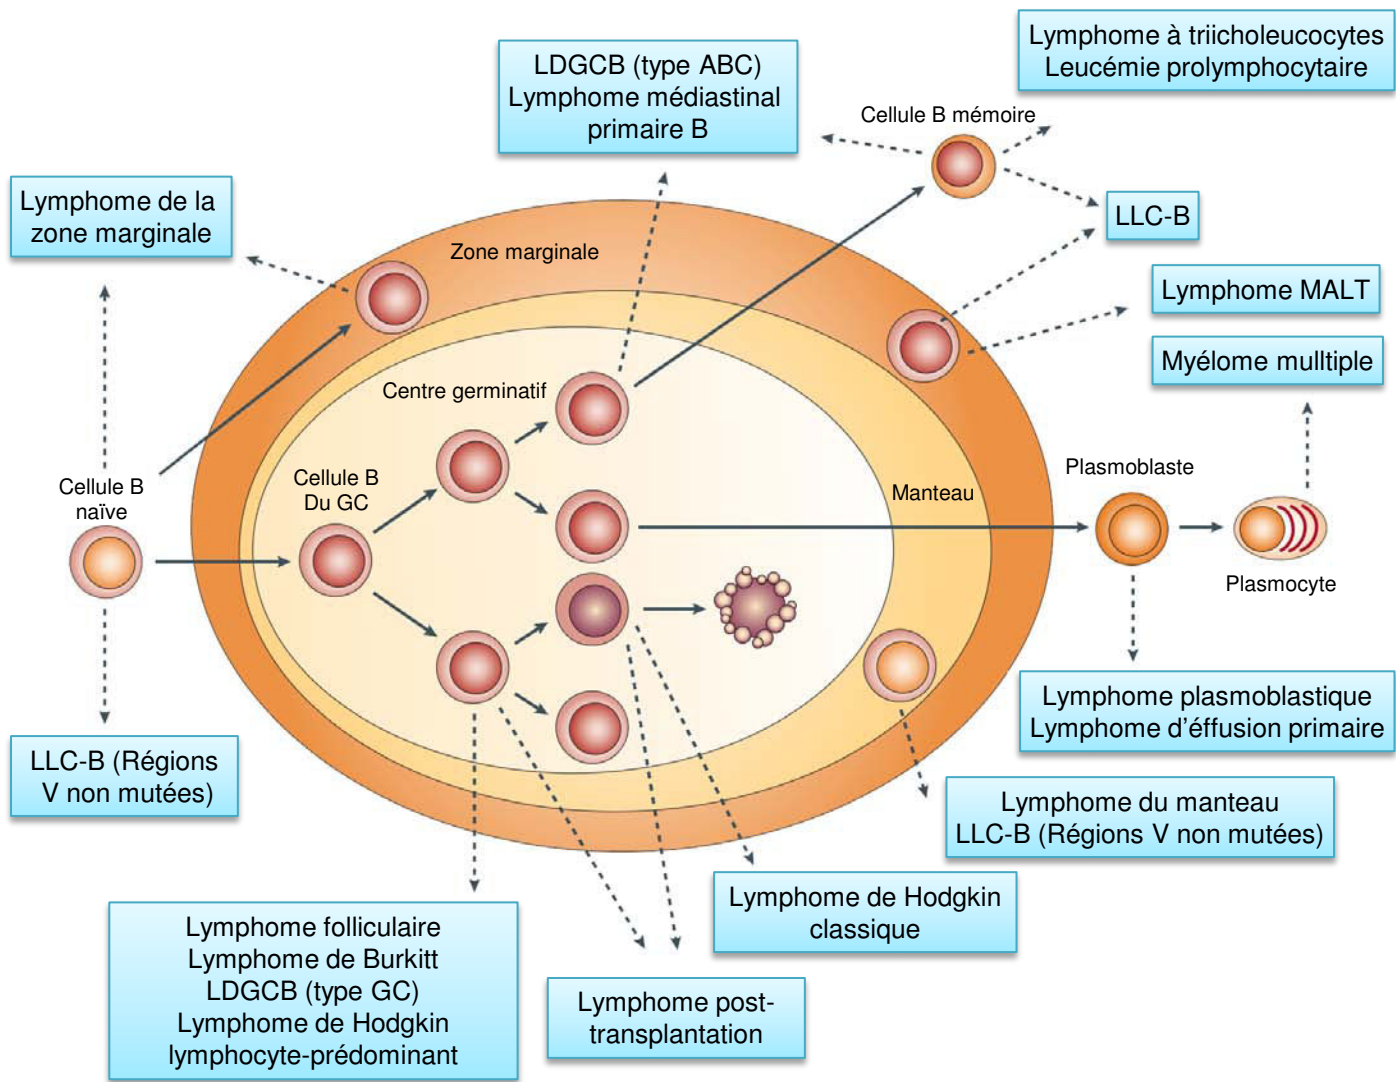 Lymphome à triicholeucocytes
Leucémie prolymphocytaire
LDGCB (type ABC)
Lymphome médiastinal
primaire B
Cellule B mémoire
Lymphome de la
zone marginale
LLC-B
Zone marginale
Lymphome MALT
Myélome mulltiple
Centre germinatif
Cellule B
naïve
Cellule B
Du GC
Manteau
Plasmoblaste
Plasmocyte
LLC-B (Régions
V non mutées)
Lymphome plasmoblastique
Lymphome d'éffusion primaire
Lymphome du manteau
LLC-B (Régions V non mutées)
Lymphome de Hodgkin
classique
Lymphome folliculaire
Lymphome de Burkitt
LDGCB (type GC)
Lymphome de Hodgkin
lymphocyte-prédominant
Lymphome post-
transplantation